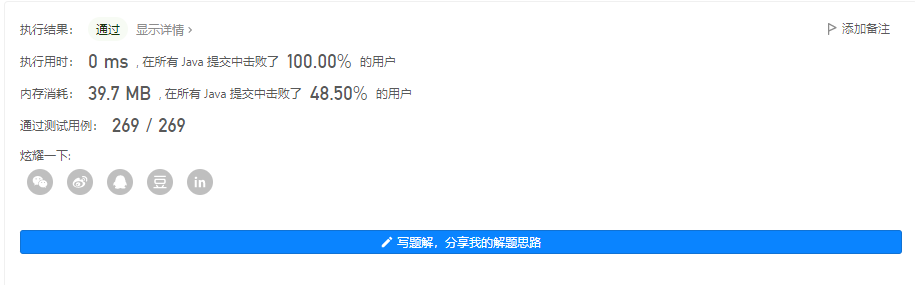 执行结果： 通过 显示详情 › 添加备注
执行用时： 0 ms , 在所有 Java 提交中击败了 100.00% 的用户
内存消耗： 39.7 MB , 在所有 Java 提交中击败了 48.50% 的用户
通过测试用例： 269 / 269
炫耀一下:
豆 in
写题解，分享我的解题思路